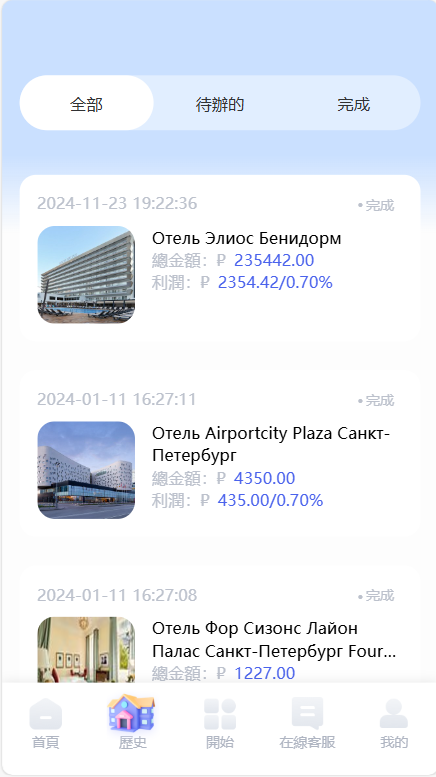 全部
待辦的
完成
2024-11-23 19:22:36
• 完成
Отель Элиос Бенидорм
總金額: ₽ 235442.00
利潤: ₽ 2354.42/0.70%
2024-01-11 16:27:11
• 完成
Отель Airportcity Plaza Санкт-
Петербург
總金額: ₽ 4350.00
利潤: ₽ 435.00/0.70%
2024-01-11 16:27:08
• 完成
Отель Фор Сизонс Лайон
Палас Санкт-Петербург Four...
總金額: ₽ 1227.00
首頁
歷史
開始
在線客服
我的